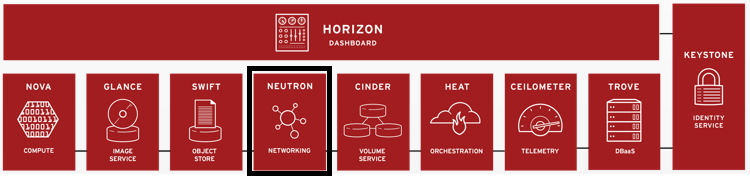 HORIZON
DASHBOARD
KEYSTONE
IDENTITY
SERVICE
NOVA
COMPUTE
GLANCE
IMAGE
SERVICE
SWIFT
OBJECT
STORE
NEUTRON
NETWORKING
CINDER
VOLUME
SERVICE
HEAT
ORCHESTRATION
CEILOMETER
TELEMETRY
TROVE
DBaaS